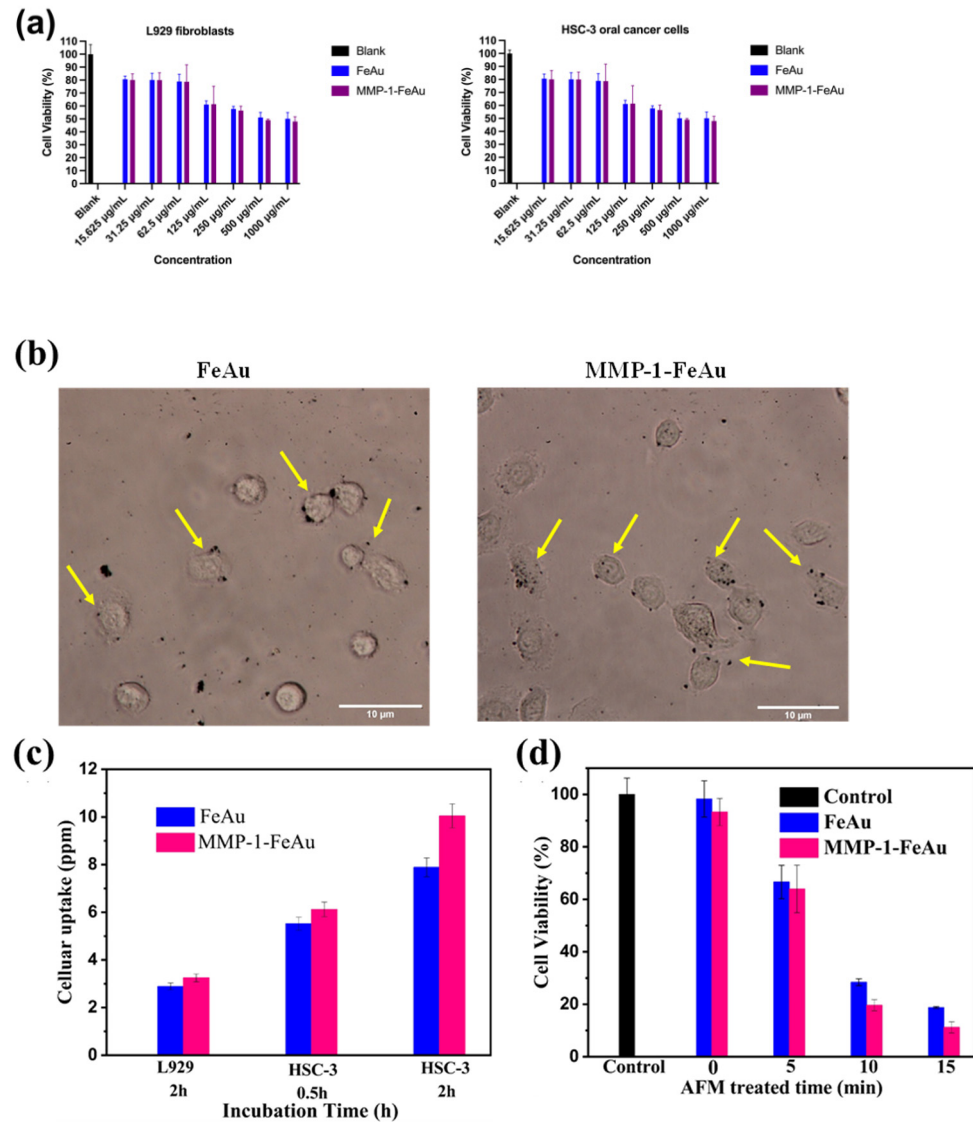 (a)
L929 fibroblasts
Cell Viability (%)
110
100
90
80
70
60
50
40
30
20
10
0
Blank
FeAu
MMP-1-FeAu
Blank
15.625 µg/mL
31.25 µg/mL
62.5 µg/mL
125 µg/mL
250 µg/mL
500 µg/mL
1000 µg/mL
Concentration
HSC-3 oral cancer cells
Cell Viability (%)
110
100
90
80
70
60
50
40
30
20
10
0
Blank
FeAu
MMP-1-FeAu
Blank
15.625 µg/mL
31.25 µg/mL
62.5 µg/mL
125 µg/mL
250 µg/mL
500 µg/mL
1000 µg/mL
Concentration
(b)
FeAu
10 µm
MMP-1-FeAu
10 µm
(c)
Celluar uptake (ppm)
12
10
8
6
4
2
0
FeAu
MMP-1-FeAu
L929
2h
HSC-3
0.5h
HSC-3
2h
Incubation Time (h)
(d)
Cell Viability (%)
100
80
60
40
20
0
Control
FeAu
MMP-1-FeAu
Control
0
5
10
15
AFM treated time (min)